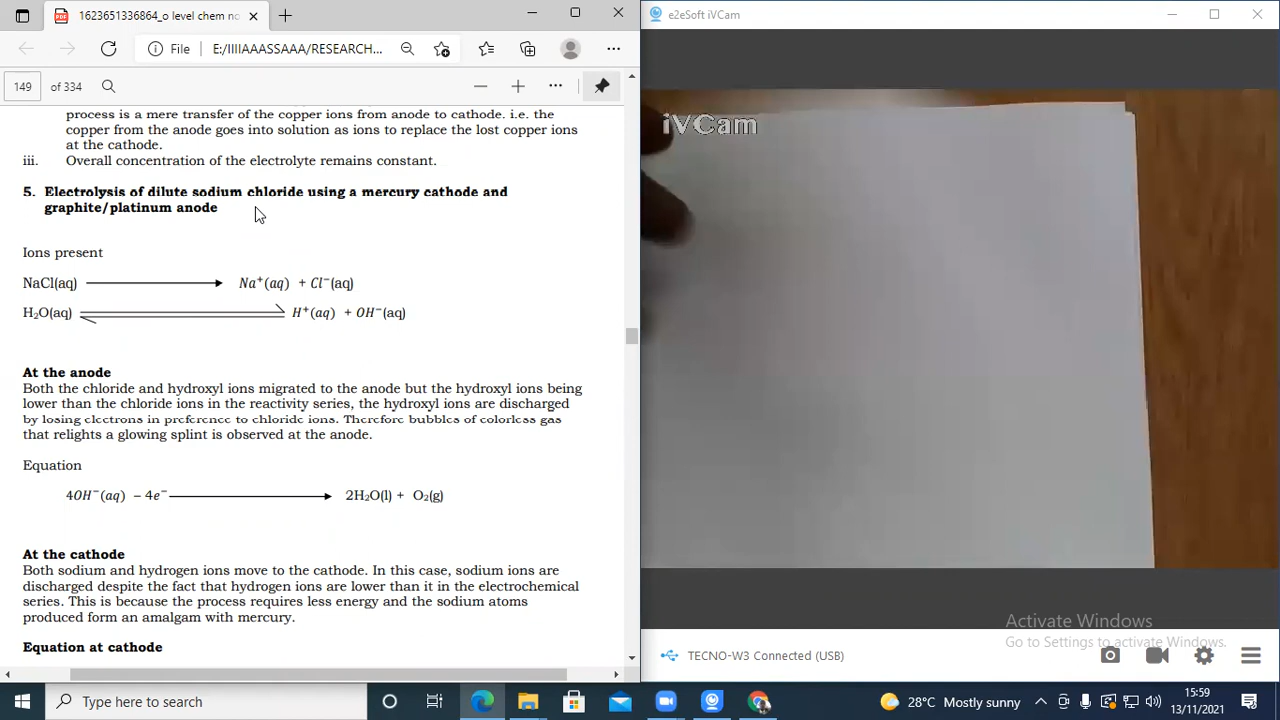 1623651336864_o level chem no
File
E:/IIIIAAASSAAA/RESEARCH...
149 of 334
process is a mere transfer of the copper ions from anode to cathode. i.e. the
copper from the anode goes into solution as ions to replace the lost copper ions
at the cathode.
iii. Overall concentration of the electrolyte remains constant.
5. Electrolysis of dilute sodium chloride using a mercury cathode and
graphite/platinum anode
Ions present
NaCl(aq) ⟶ Na⁺(aq) + Cl⁻(aq)
H₂O(aq) ⇌ H⁺(aq) + OH⁻(aq)
At the anode
Both the chloride and hydroxyl ions migrated to the anode but the hydroxyl ions being
lower than the chloride ions in the reactivity series, the hydroxyl ions are discharged
by losing electrons in preference to chloride ions. Therefore bubbles of colorless gas
that relights a glowing splint is observed at the anode.
Equation
4OH⁻(aq) – 4e⁻ ⟶ 2H₂O(l) + O₂(g)
At the cathode
Both sodium and hydrogen ions move to the cathode. In this case, sodium ions are
discharged despite the fact that hydrogen ions are lower than it in the electrochemical
series. This is because the process requires less energy and the sodium atoms
produced form an amalgam with mercury.
Equation at cathode
e2eSoft iVCam
iVCam
Activate Windows
Go to Settings to activate Windows.
TECNO-W3 Connected (USB)
Type here to search
28°C Mostly sunny
15:59
13/11/2021